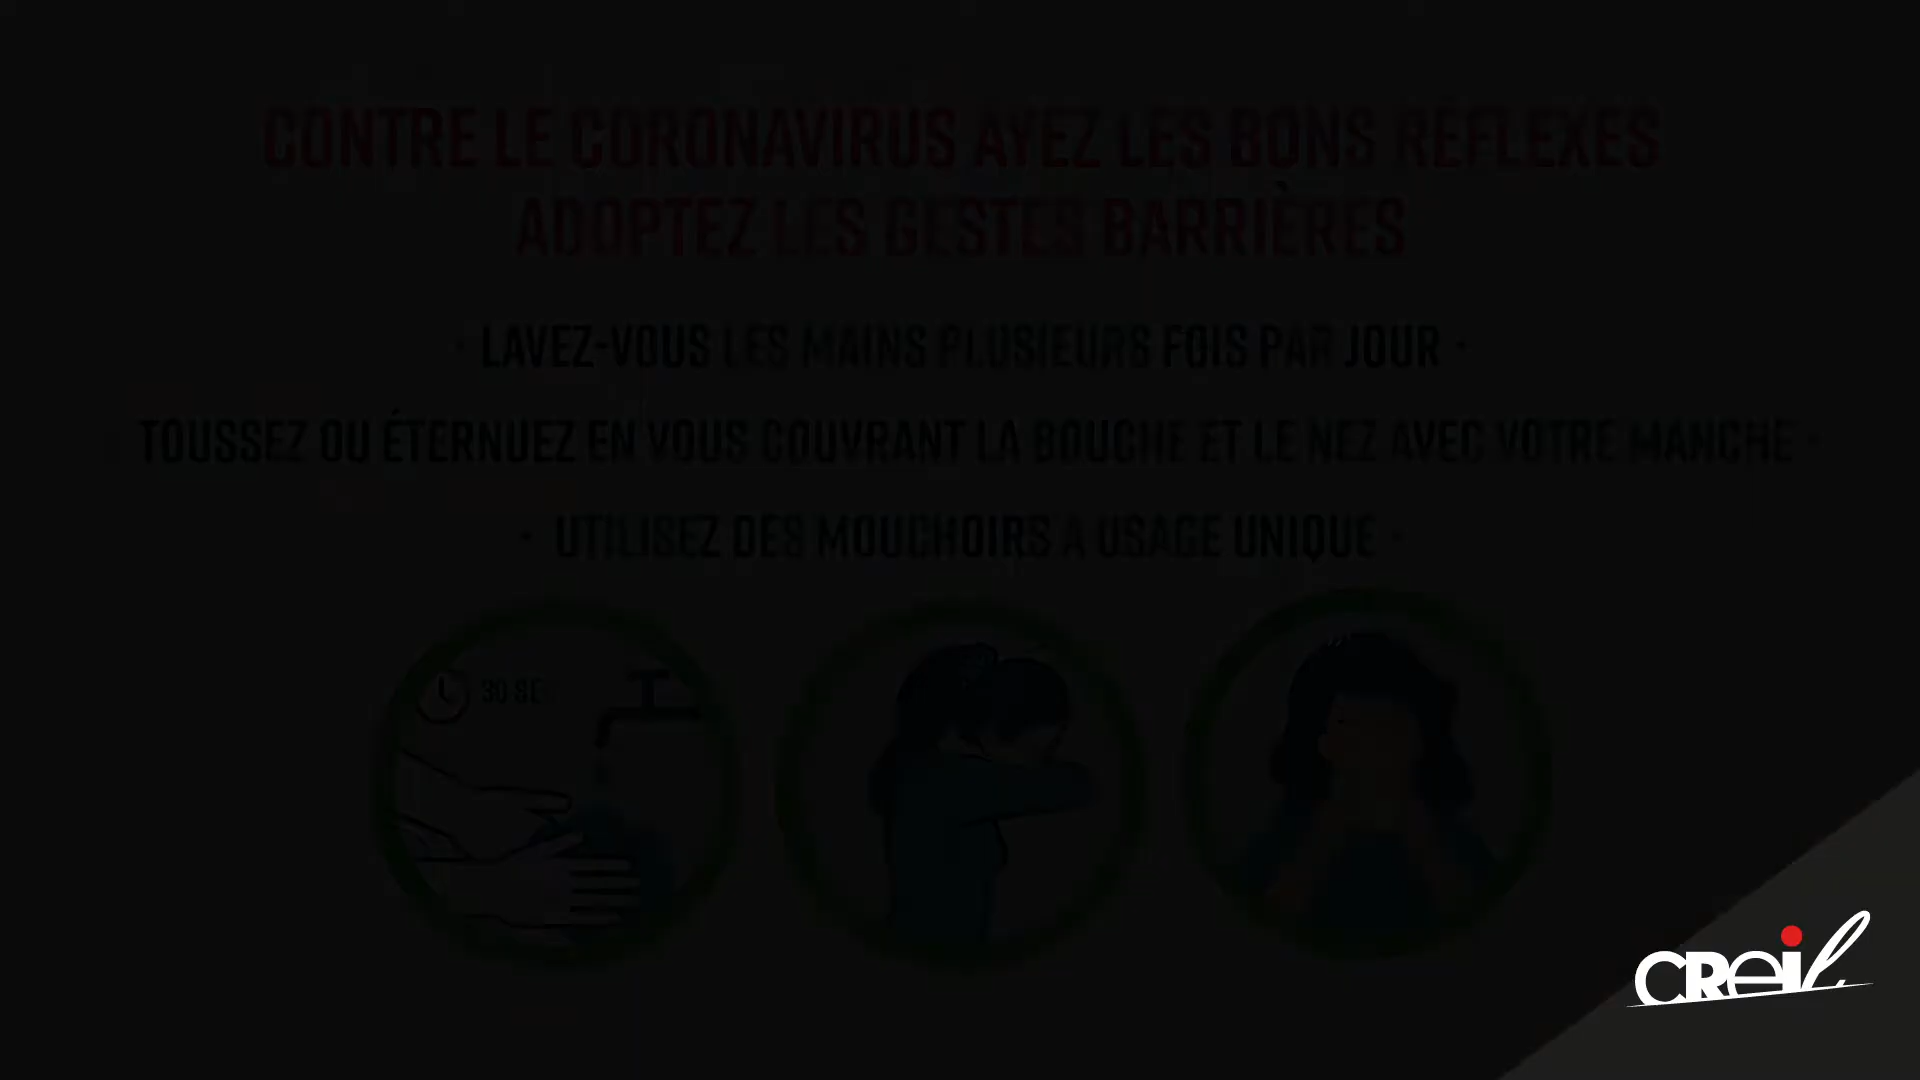 CONTRE LE CORONAVIRUS AYEZ LES BONS RÉFLEXES
ADOPTEZ LES GESTES BARRIÈRES
· LAVEZ-VOUS LES MAINS PLUSIEURS FOIS PAR JOUR ·
· TOUSSEZ OU ÉTERNUEZ EN VOUS COUVRANT LA BOUCHE ET LE NEZ AVEC VOTRE MANCHE ·
· UTILISEZ DES MOUCHOIRS A USAGE UNIQUE ·
30 SEC
CREIL